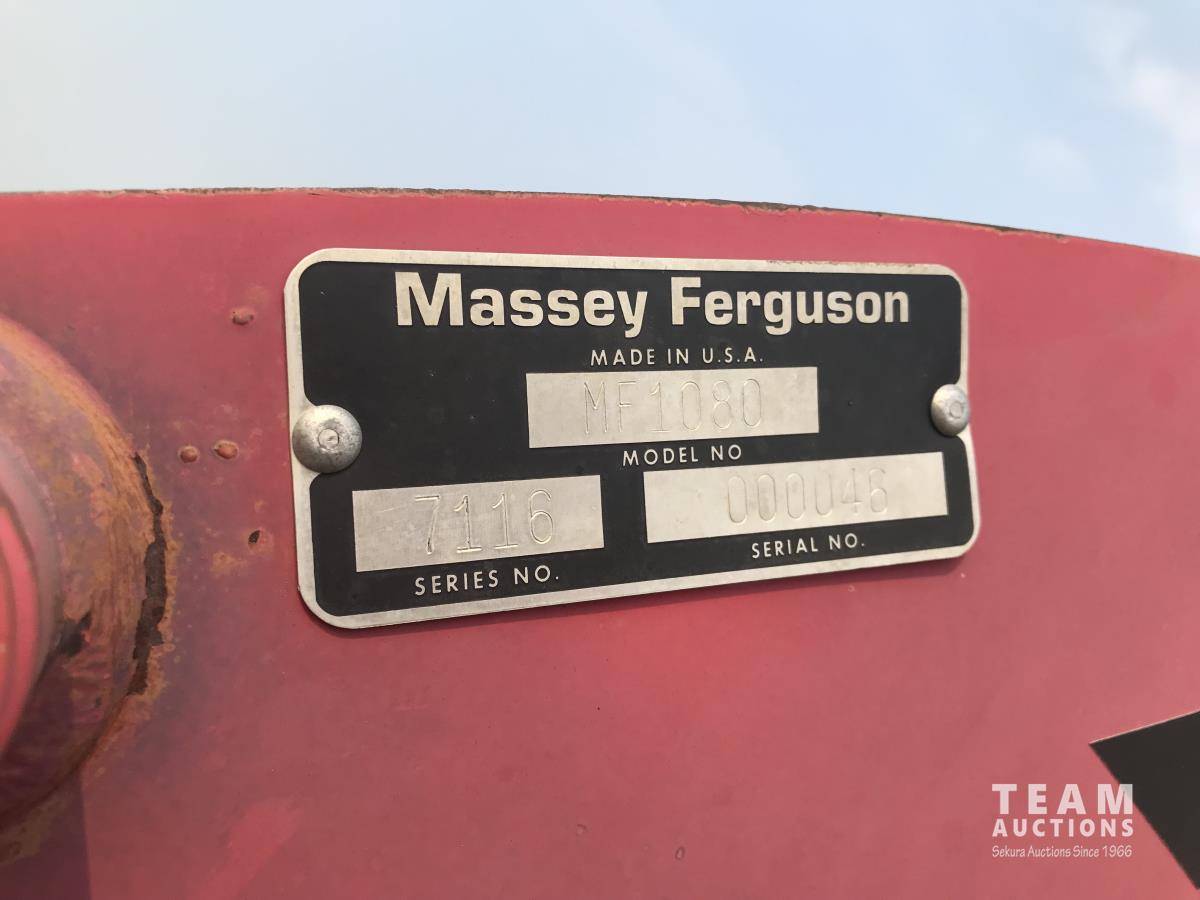 Massey Ferguson
MADE IN U.S.A.
MF1080
MODEL NO
7116
000046
SERIES NO.
SERIAL NO.
TEAM
AUCTIONS
Sekura Auctions Since 1966